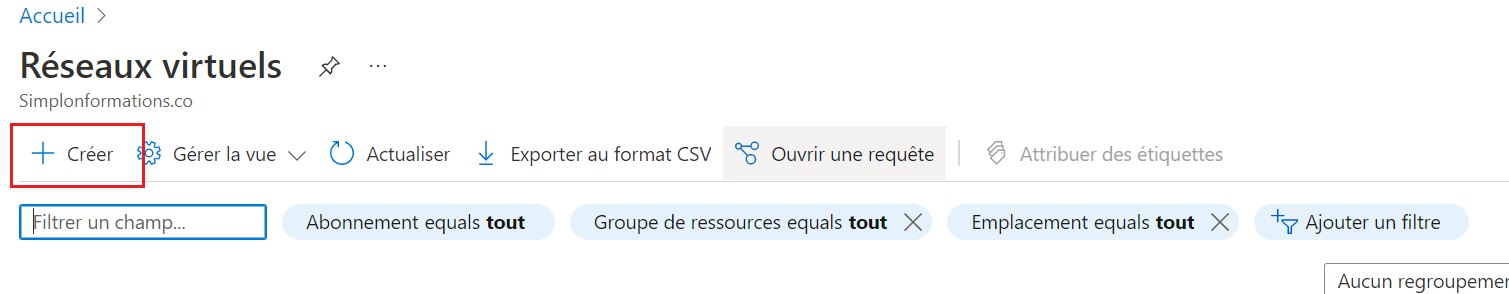 Accueil >
Réseaux virtuels ...
Simplonformations.co
+ Créer Gérer la vue Actualiser Exporter au format CSV Ouvrir une requête Attribuer des étiquettes
Filtrer un champ... Abonnement equals tout Groupe de ressources equals tout Emplacement equals tout Ajouter un filtre
Aucun regroupemen